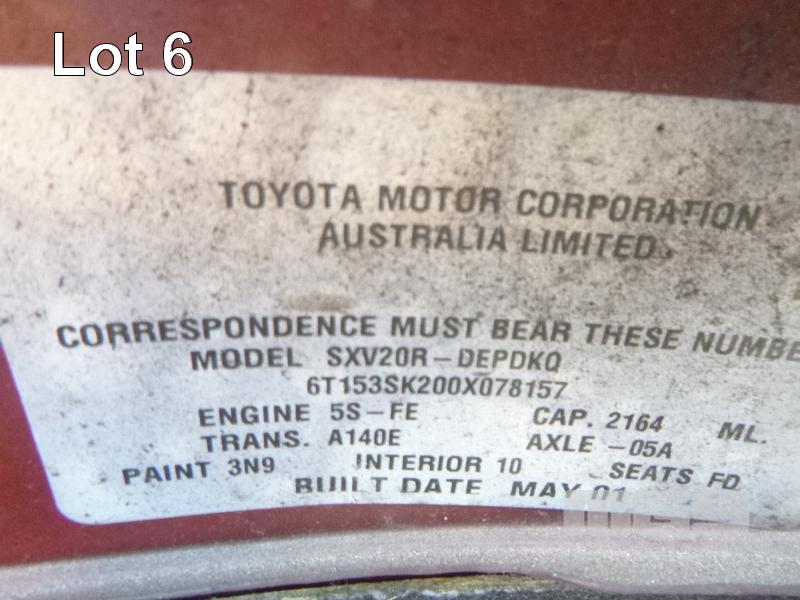 Lot 6
TOYOTA MOTOR CORPORATION
AUSTRALIA LIMITED
CORRESPONDENCE MUST BEAR THESE NUMBE
MODEL SXV20R-DEPDKQ
6T153SK200X078157
ENGINE 5S-FE CAP. 2164 ML.
TRANS. A140E AXLE -05A
PAINT 3N9 INTERIOR 10 SEATS FD
BUILT DATE MAY 01